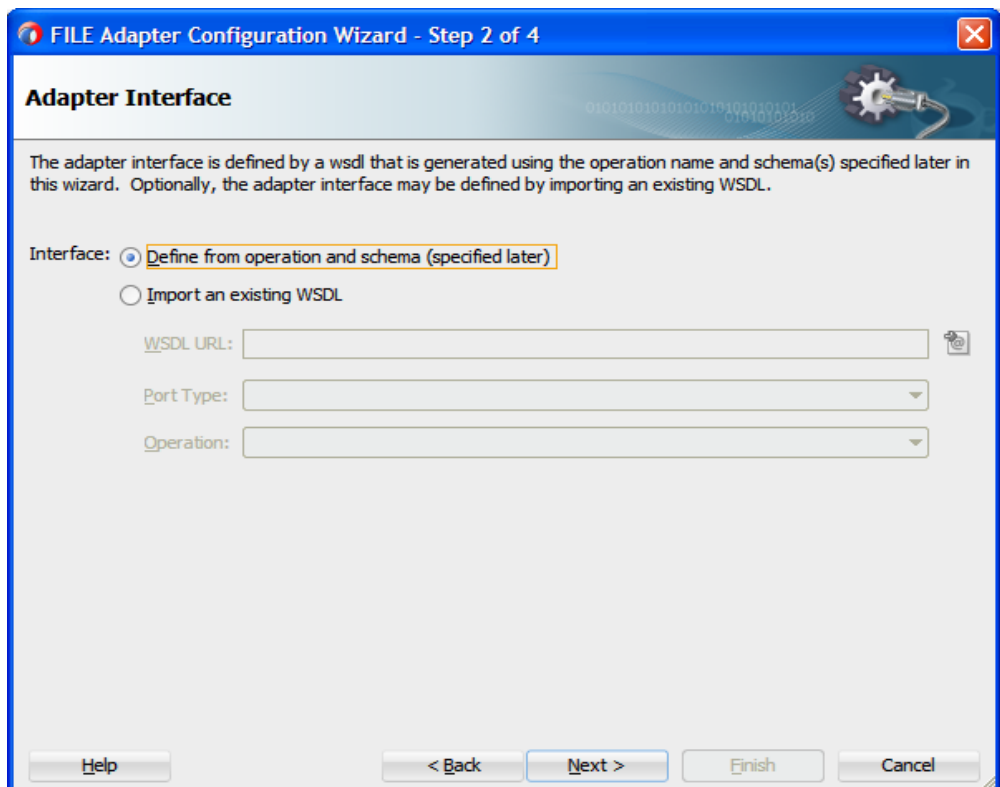 FILE Adapter Configuration Wizard - Step 2 of 4
Adapter Interface
010101010101010101010101
01010101010
The adapter interface is defined by a wsdl that is generated using the operation name and schema(s) specified later in
this wizard. Optionally, the adapter interface may be defined by importing an existing WSDL.
Interface: Define from operation and schema (specified later)
Import an existing WSDL
WSDL URL:
Port Type:
Operation:
Help < Back Next > Finish Cancel